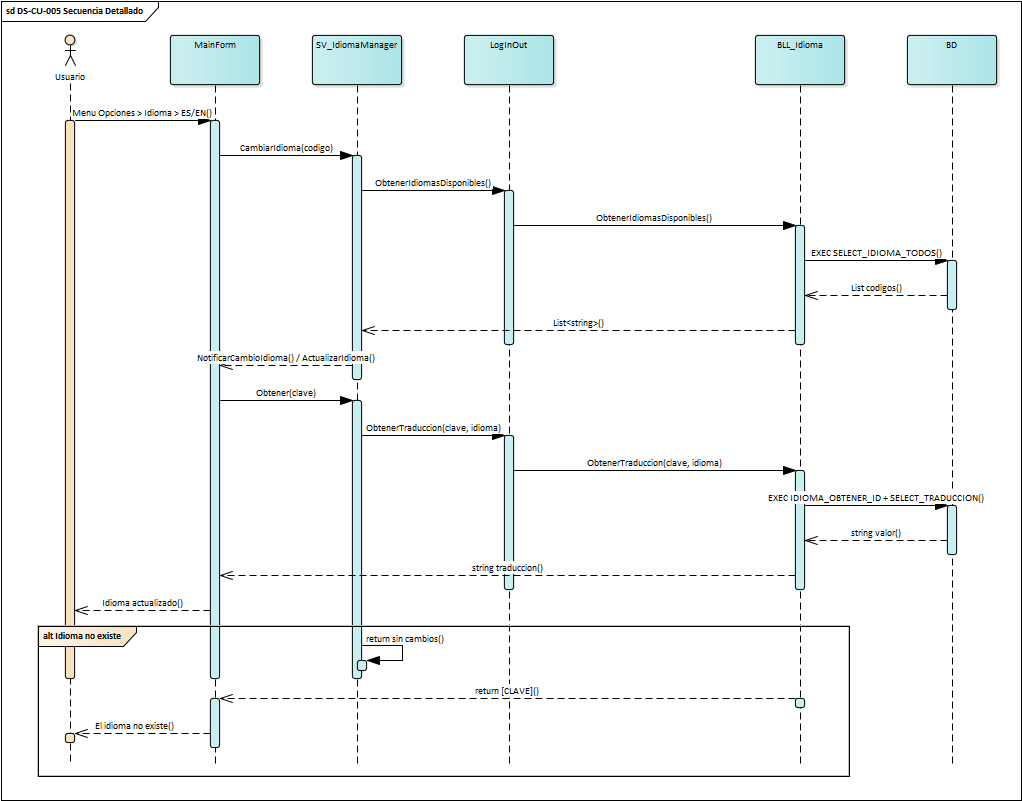 sd DS-CU-005 Secuencia Detallado
Usuario
MainForm
SV_IdiomaManager
LogInOut
BLL_Idioma
BD
Menu Opciones > Idioma > ES/EN()
CambiarIdioma(codigo)
ObtenerIdiomasDisponibles()
ObtenerIdiomasDisponibles()
EXEC SELECT_IDIOMA_TODOS()
List codigos()
List<string>()
NotificarCambioIdioma() / ActualizarIdioma()
Obtener(clave)
ObtenerTraduccion(clave, idioma)
ObtenerTraduccion(clave, idioma)
EXEC IDIOMA_OBTENER_ID + SELECT_TRADUCCION()
string valor()
string traduccion()
Idioma actualizado()
alt Idioma no existe
return sin cambios()
return [CLAVE]()
El idioma no existe()